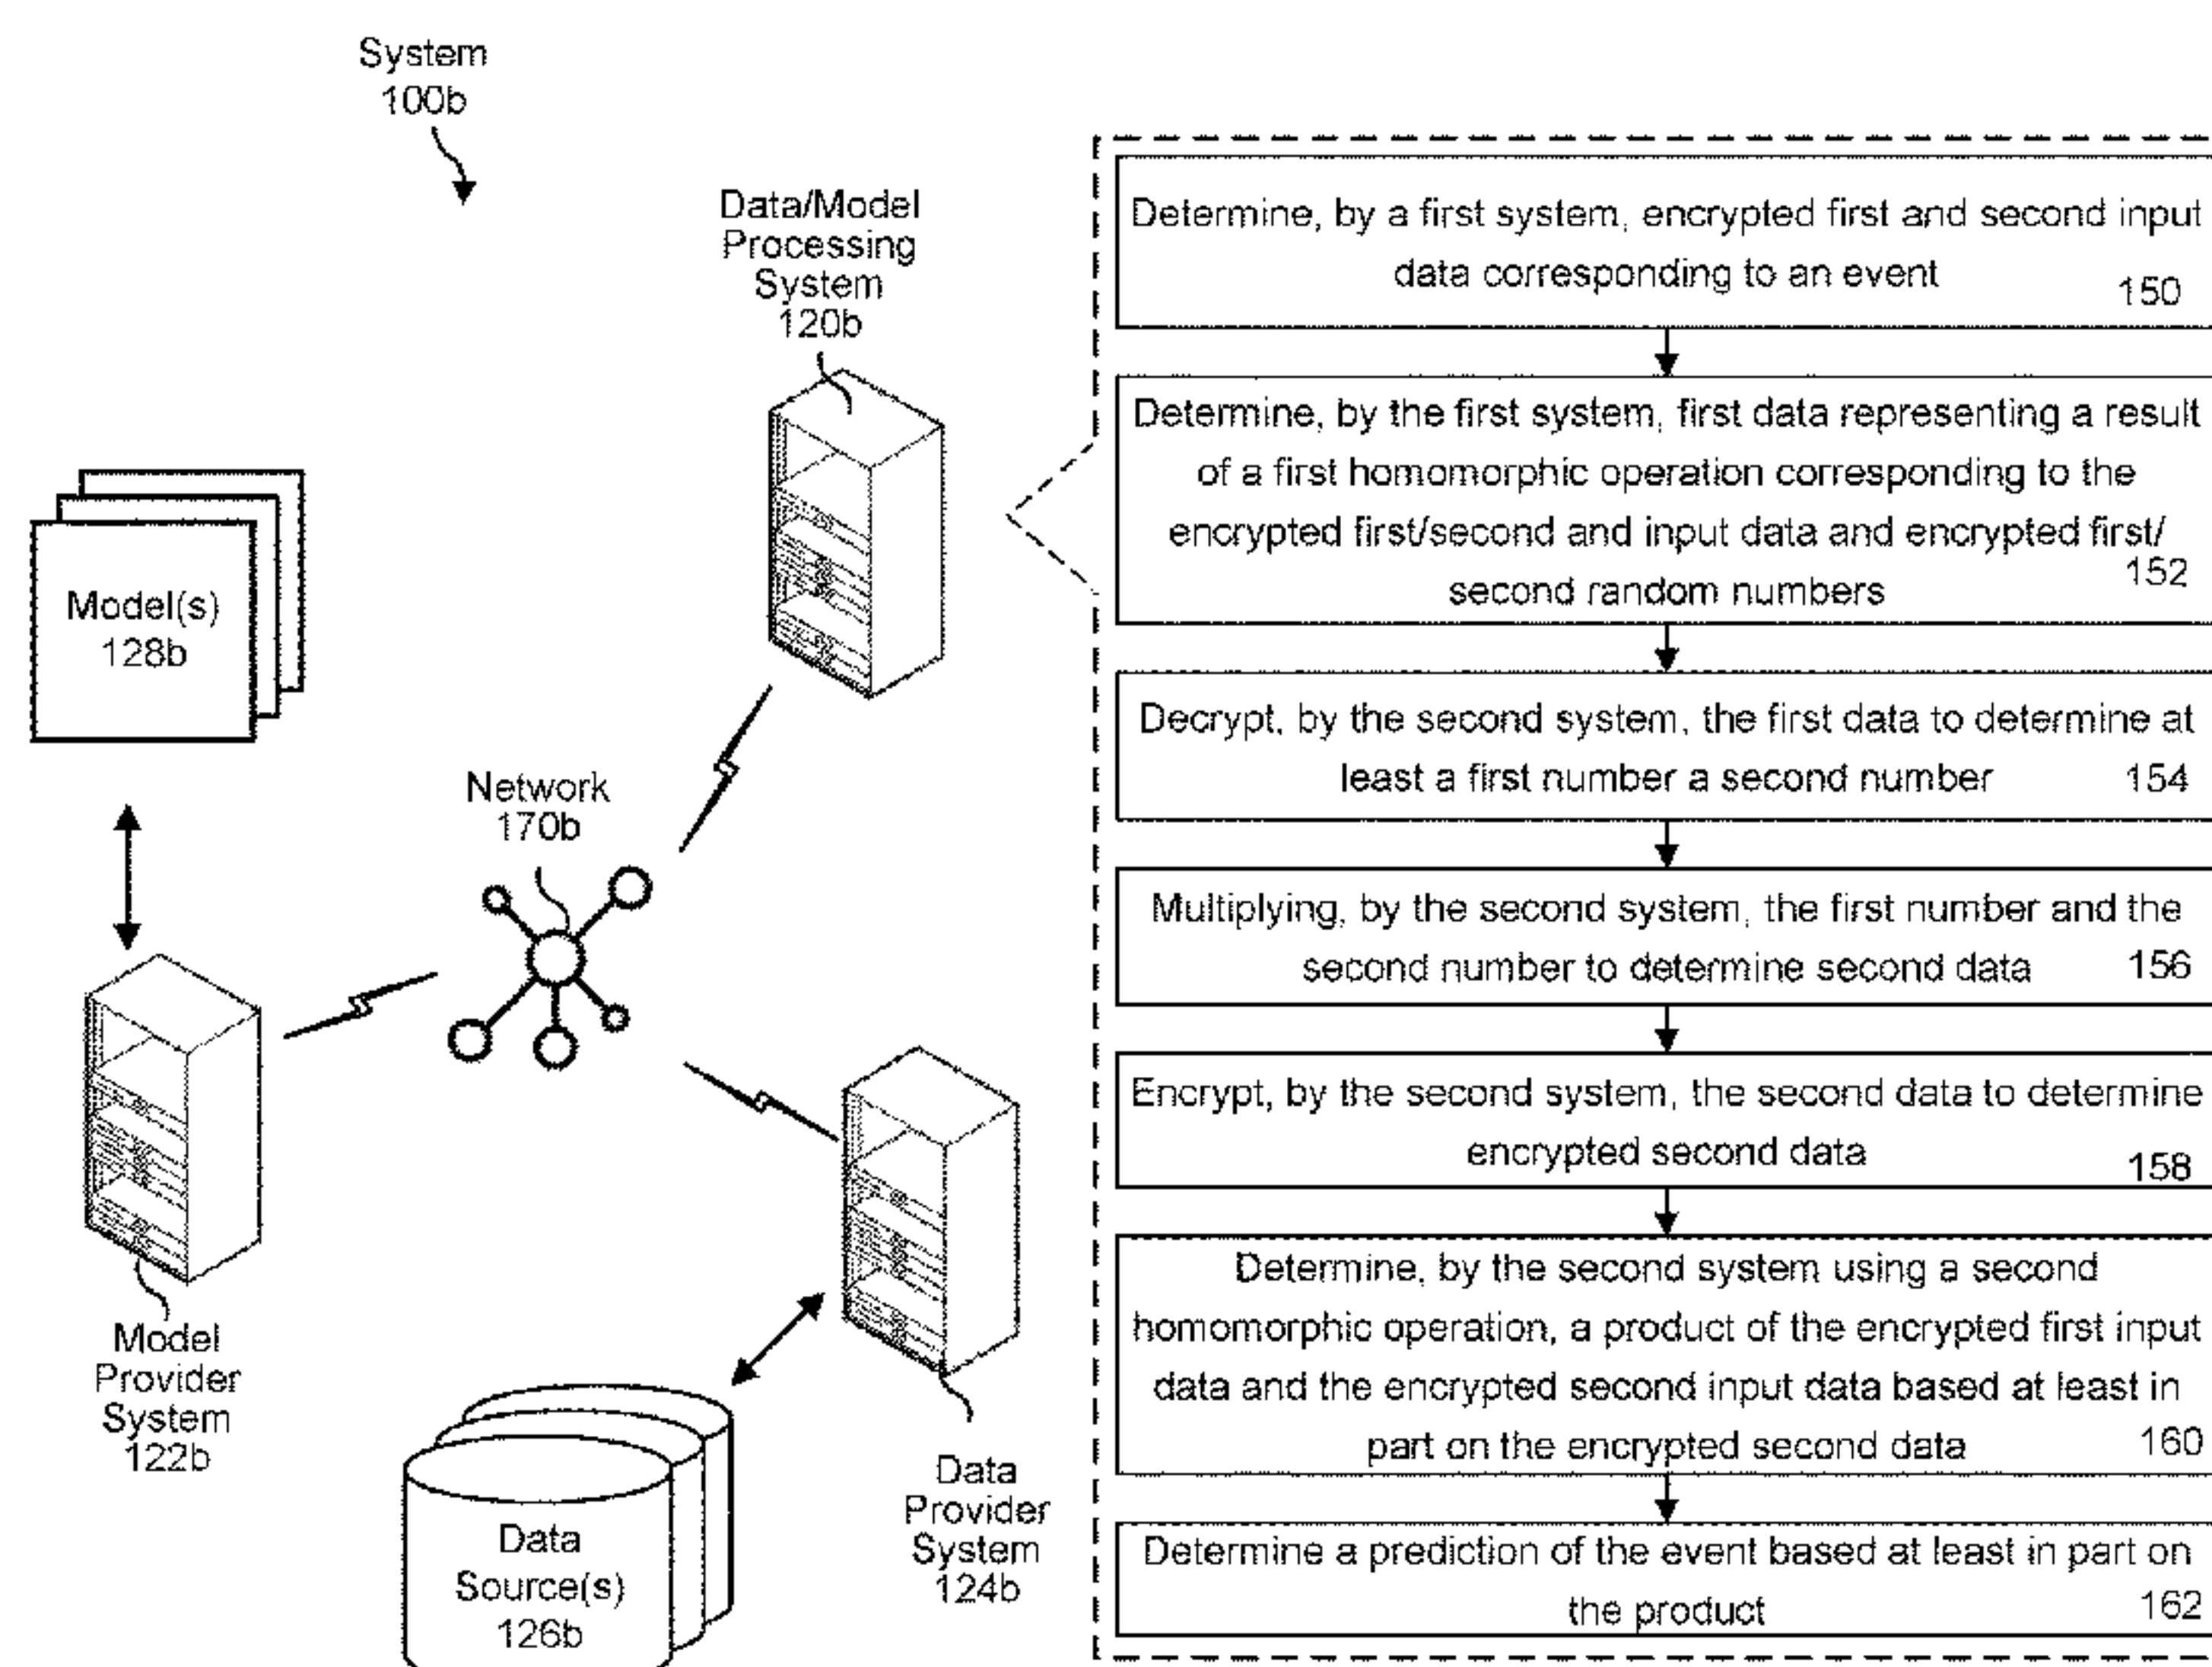 System
100b
Data/Model
Processing
System
120b
Model(s)
128b
Network
170b
Model
Provider
System
122b
Data
Source(s)
126b
Data
Provider
System
124b
Determine, by a first system, encrypted first and second input
data corresponding to an event
150
Determine, by the first system, first data representing a result
of a first homomorphic operation corresponding to the
encrypted first/second and input data and encrypted first/
second random numbers
152
Decrypt, by the second system, the first data to determine at
least a first number a second number
154
Multiplying, by the second system, the first number and the
second number to determine second data
156
Encrypt, by the second system, the second data to determine
encrypted second data
158
Determine, by the second system using a second
homomorphic operation, a product of the encrypted first input
data and the encrypted second input data based at least in
part on the encrypted second data
160
Determine a prediction of the event based at least in part on
the product
162